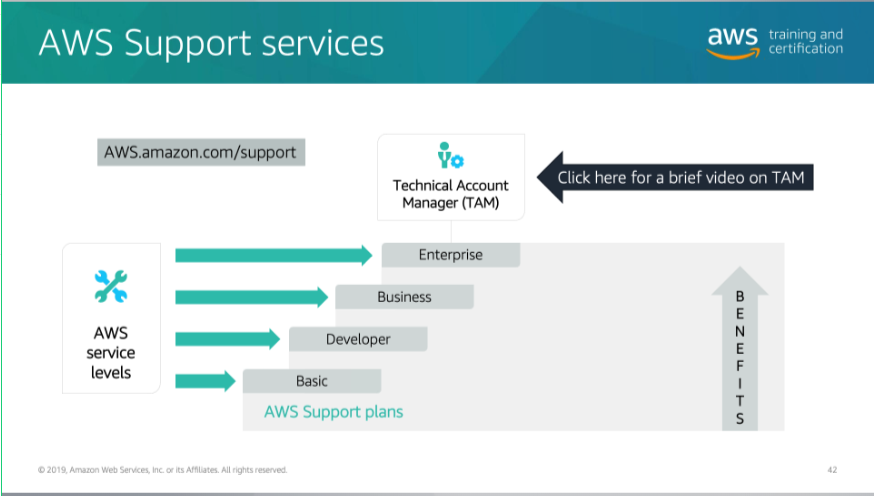 AWS Support services
aws training and
certification
AWS.amazon.com/support
Technical Account
Manager (TAM)
Click here for a brief video on TAM
AWS
service
levels
Enterprise
Business
Developer
Basic
AWS Support plans
B
E
N
E
F
I
T
S
© 2019, Amazon Web Services, Inc. or its Affiliates. All rights reserved.
42